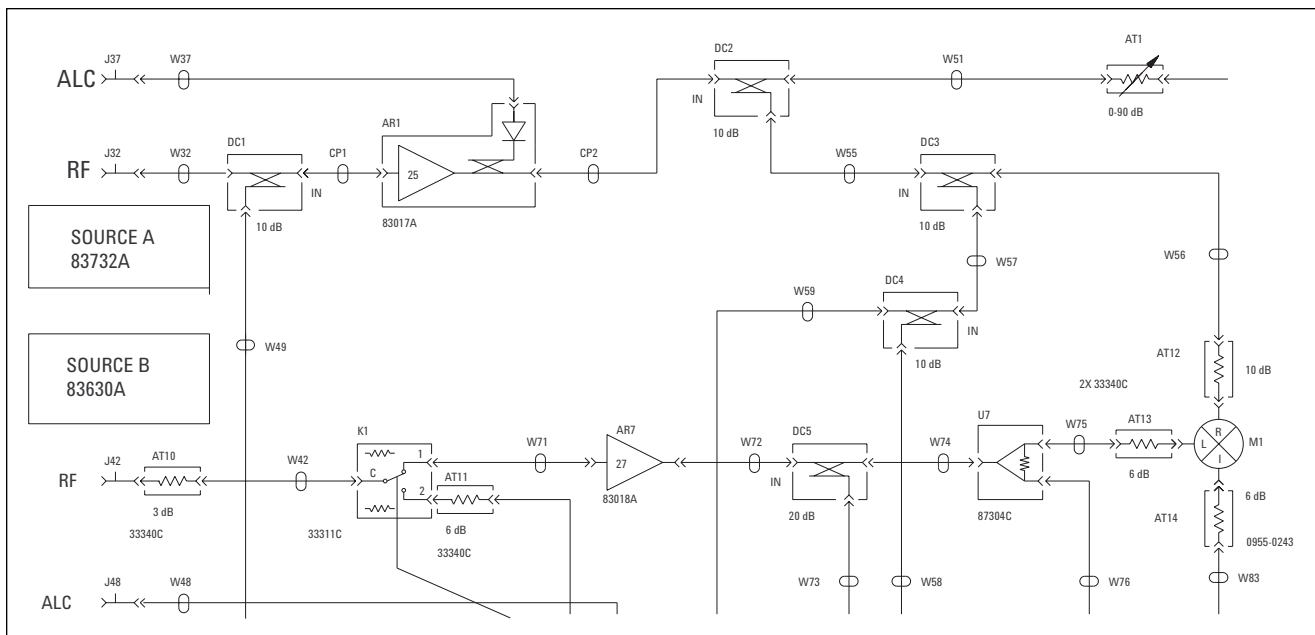 DC2
W51
AT1
J37
W37
ALC
IN
10 dB
0-90 dB
AR1
DC1
J32
W32
RF
CP1
IN
25
83017A
10 dB
CP2
W55
DC3
IN
10 dB
SOURCE A
83732A
W57
W56
W59
DC4
IN
10 dB
SOURCE B
83630A
W49
AT12
10 dB
2X 33340C
K1
AR7
U7
W75
AT13
R
L
I
M1
6 dB
J42
AT10
RF
3 dB
33340C
W42
C
1
2
33311C
W71
AT11
6 dB
33340C
27
83018A
W72
DC5
IN
20 dB
W74
87304C
6 dB
AT14
0955-0243
W73
W58
W76
W83
J48
W48
ALC